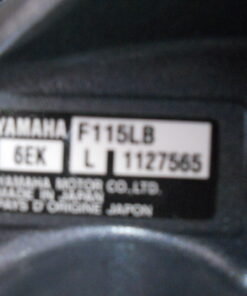 YAMAHA F115LB
6EK L 1127565
YAMAHA MOTOR CO.,LTD.
MADE IN JAPAN
PAYS D'ORIGINE JAPON